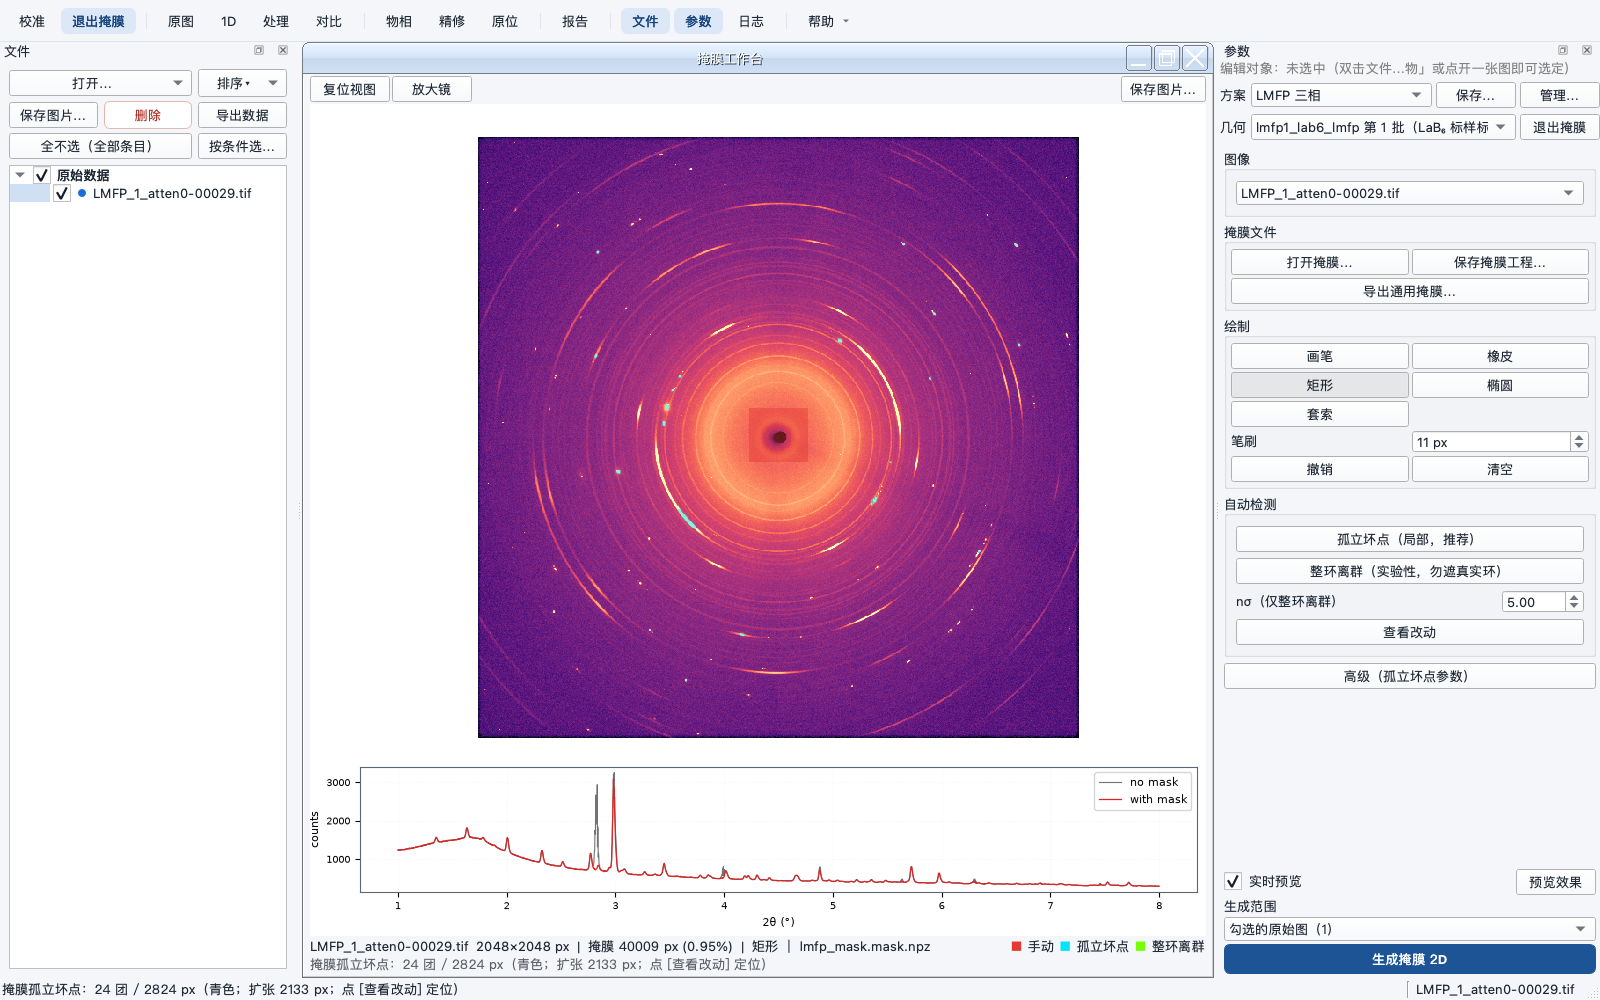 校准 退出掩膜 原图 1D 处理 对比 物相 精修 原位 报告 文件 参数 日志 帮助
文件
打开... 排序
保存图片... 删除 导出数据
全不选（全部条目） 按条件选...
原始数据
LMFP_1_atten0-00029.tif
掩膜工作台
复位视图 放大镜 保存图片...
3000
2000
1000
counts
no mask
with mask
1 2 3 4 5 6 7 8
2θ (°)
LMFP_1_atten0-00029.tif 2048×2048 px | 掩膜 40009 px (0.95%) | 矩形 | lmfp_mask.mask.npz
手动 孤立坏点 整环离群
掩膜孤立坏点：24 团 / 2824 px（青色；扩张 2133 px；点 [查看改动] 定位）
参数
编辑对象：未选中（双击文件...物」或点开一张图即可选定）
方案 LMFP 三相 保存... 管理...
几何 lmfp1_lab6_lmfp 第 1 批（LaB₆ 标样标 退出掩膜
图像
LMFP_1_atten0-00029.tif
掩膜文件
打开掩膜... 保存掩膜工程...
导出通用掩膜...
绘制
画笔 橡皮
矩形 椭圆
套索
笔刷 11 px
撤销 清空
自动检测
孤立坏点（局部，推荐）
整环离群（实验性，勿遮真实环）
nσ（仅整环离群） 5.00
查看改动
高级（孤立坏点参数）
实时预览 预览效果
生成范围
勾选的原始图（1）
生成掩膜 2D
掩膜孤立坏点：24 团 / 2824 px（青色；扩张 2133 px；点 [查看改动] 定位）
LMFP_1_atten0-00029.tif